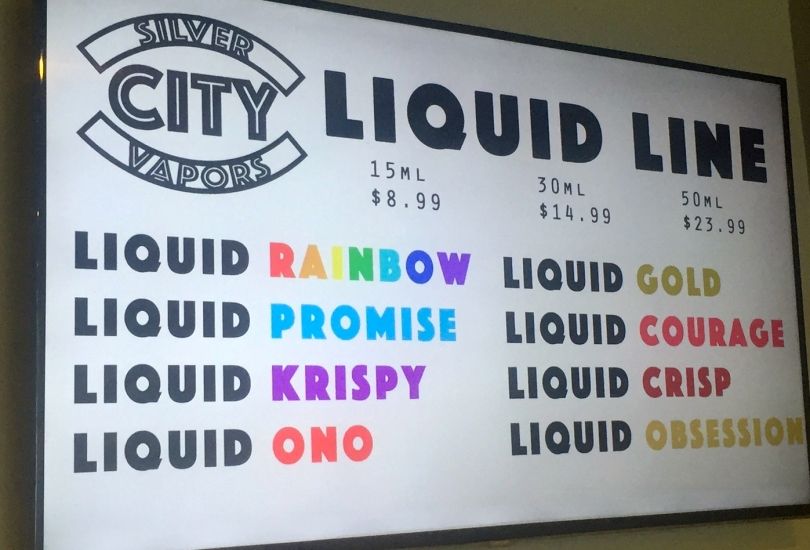 SILVER
CITY
VAPORS
LIQUID LINE
15ML
$8.99
30ML
$14.99
50ML
$23.99
LIQUID RAINBOW
LIQUID PROMISE
LIQUID KRISPY
LIQUID ONO
LIQUID GOLD
LIQUID COURAGE
LIQUID CRISP
LIQUID OBSESSION